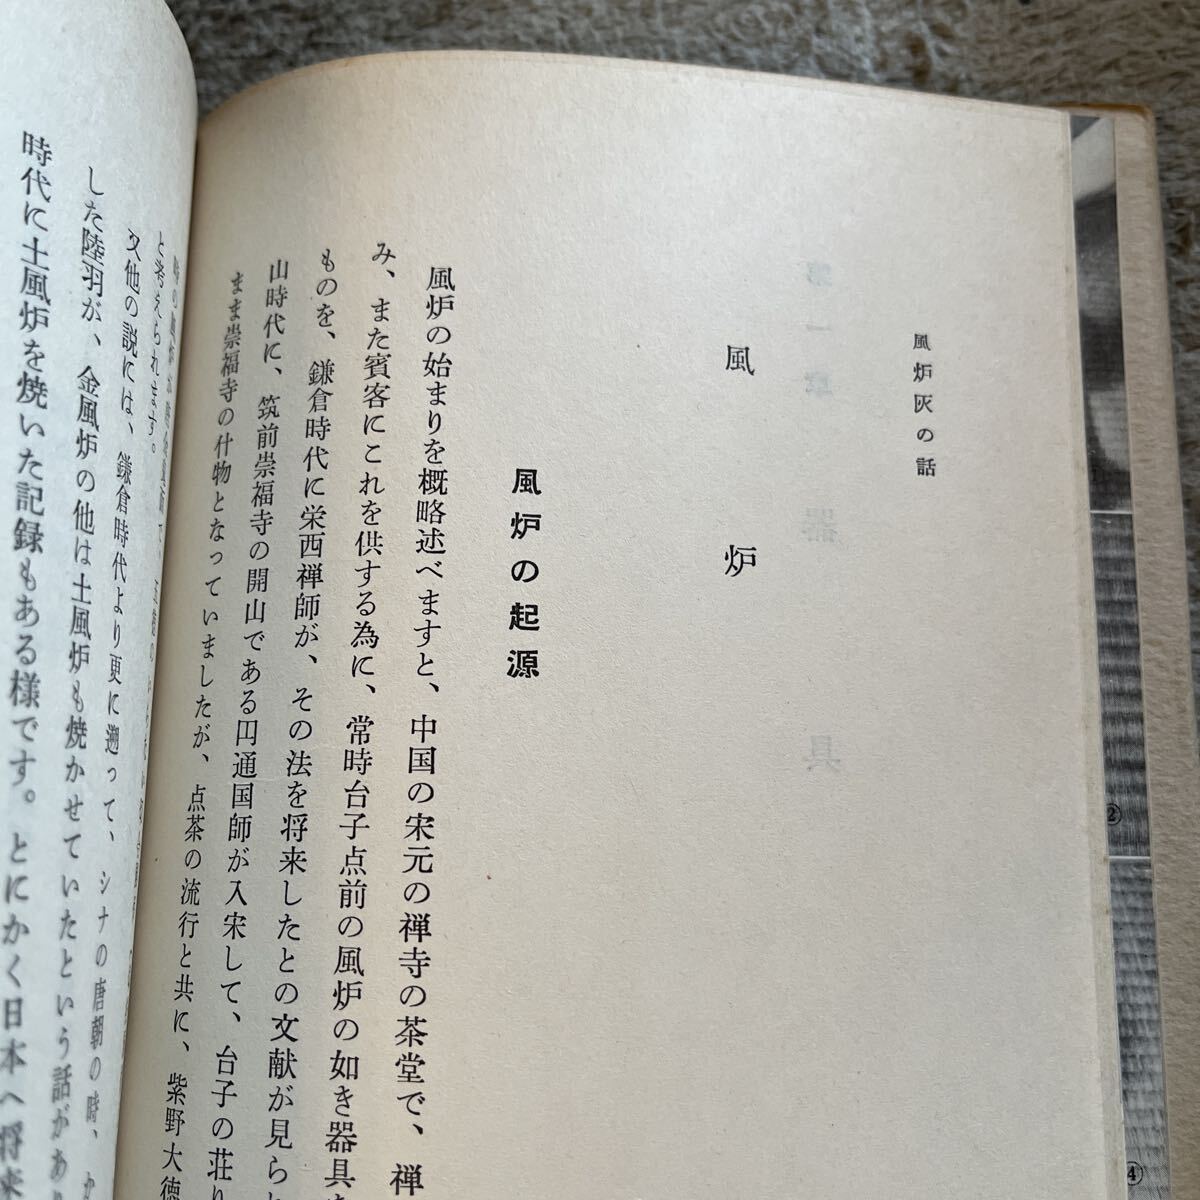 風炉灰の話
風炉
風炉の起源
風炉の始まりを概略述べますと、中国の宋元の禅寺の茶堂で、禅
み、また賓客にこれを供する為に、常時台子点前の風炉の如き器具
ものを、鎌倉時代に栄西禅師が、その法を将来したとの文献が見ら
山時代に、筑前崇福寺の開山である円通国師が入宋して、台子の荘
まま崇福寺の什物となっていましたが、点茶の流行と共に、紫野大徳
と考えられます。
又他の説には、鎌倉時代より更に遡って、シナの唐朝の時、
した陸羽が、金風炉の他は土風炉も焼かせていたという話があ
時代に土風炉を焼いた記録もある様です。とにかく日本へ将来
②
④